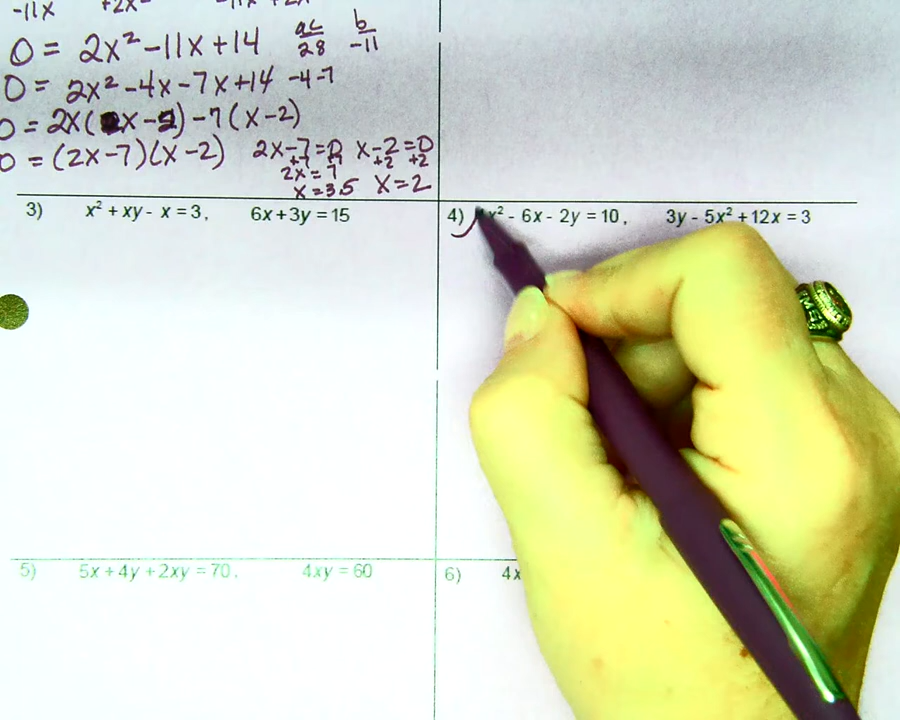 -11x +2x² -11x +2x
0 = 2x² -11x +14 ac/28 b/-11
0 = 2x² -4x -7x +14 -4 -7
0 = 2x(x-2) -7(x-2)
0 = (2x-7)(x-2) 2x-7=0 x-2=0
+7 +7 +2 +2
2x = 7
x = 3.5 x = 2
3) x² + xy - x = 3, 6x + 3y = 15
4) x² - 6x - 2y = 10, 3y - 5x² + 12x = 3
5) 5x + 4y + 2xy = 70, 4xy = 60
6) 4x